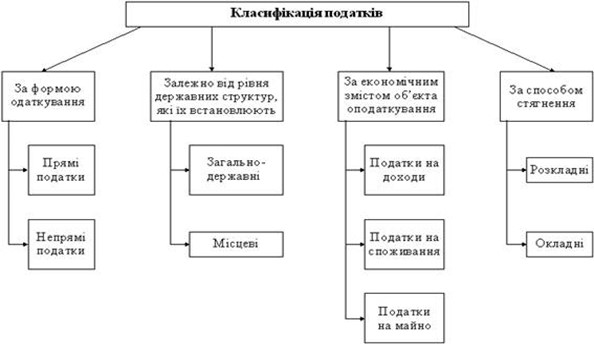 Класифікація податків
За формою
одаткування
Залежно від рівня
державних структур,
які їх встановлюють
За економічним
змістом об'єкта
оподаткування
За способом
стягнення
Прямі
податки
Загально-
державні
Податки на
доходи
Розкладні
Непрямі
податки
Місцеві
Податки на
споживання
Окладні
Податки
на майно